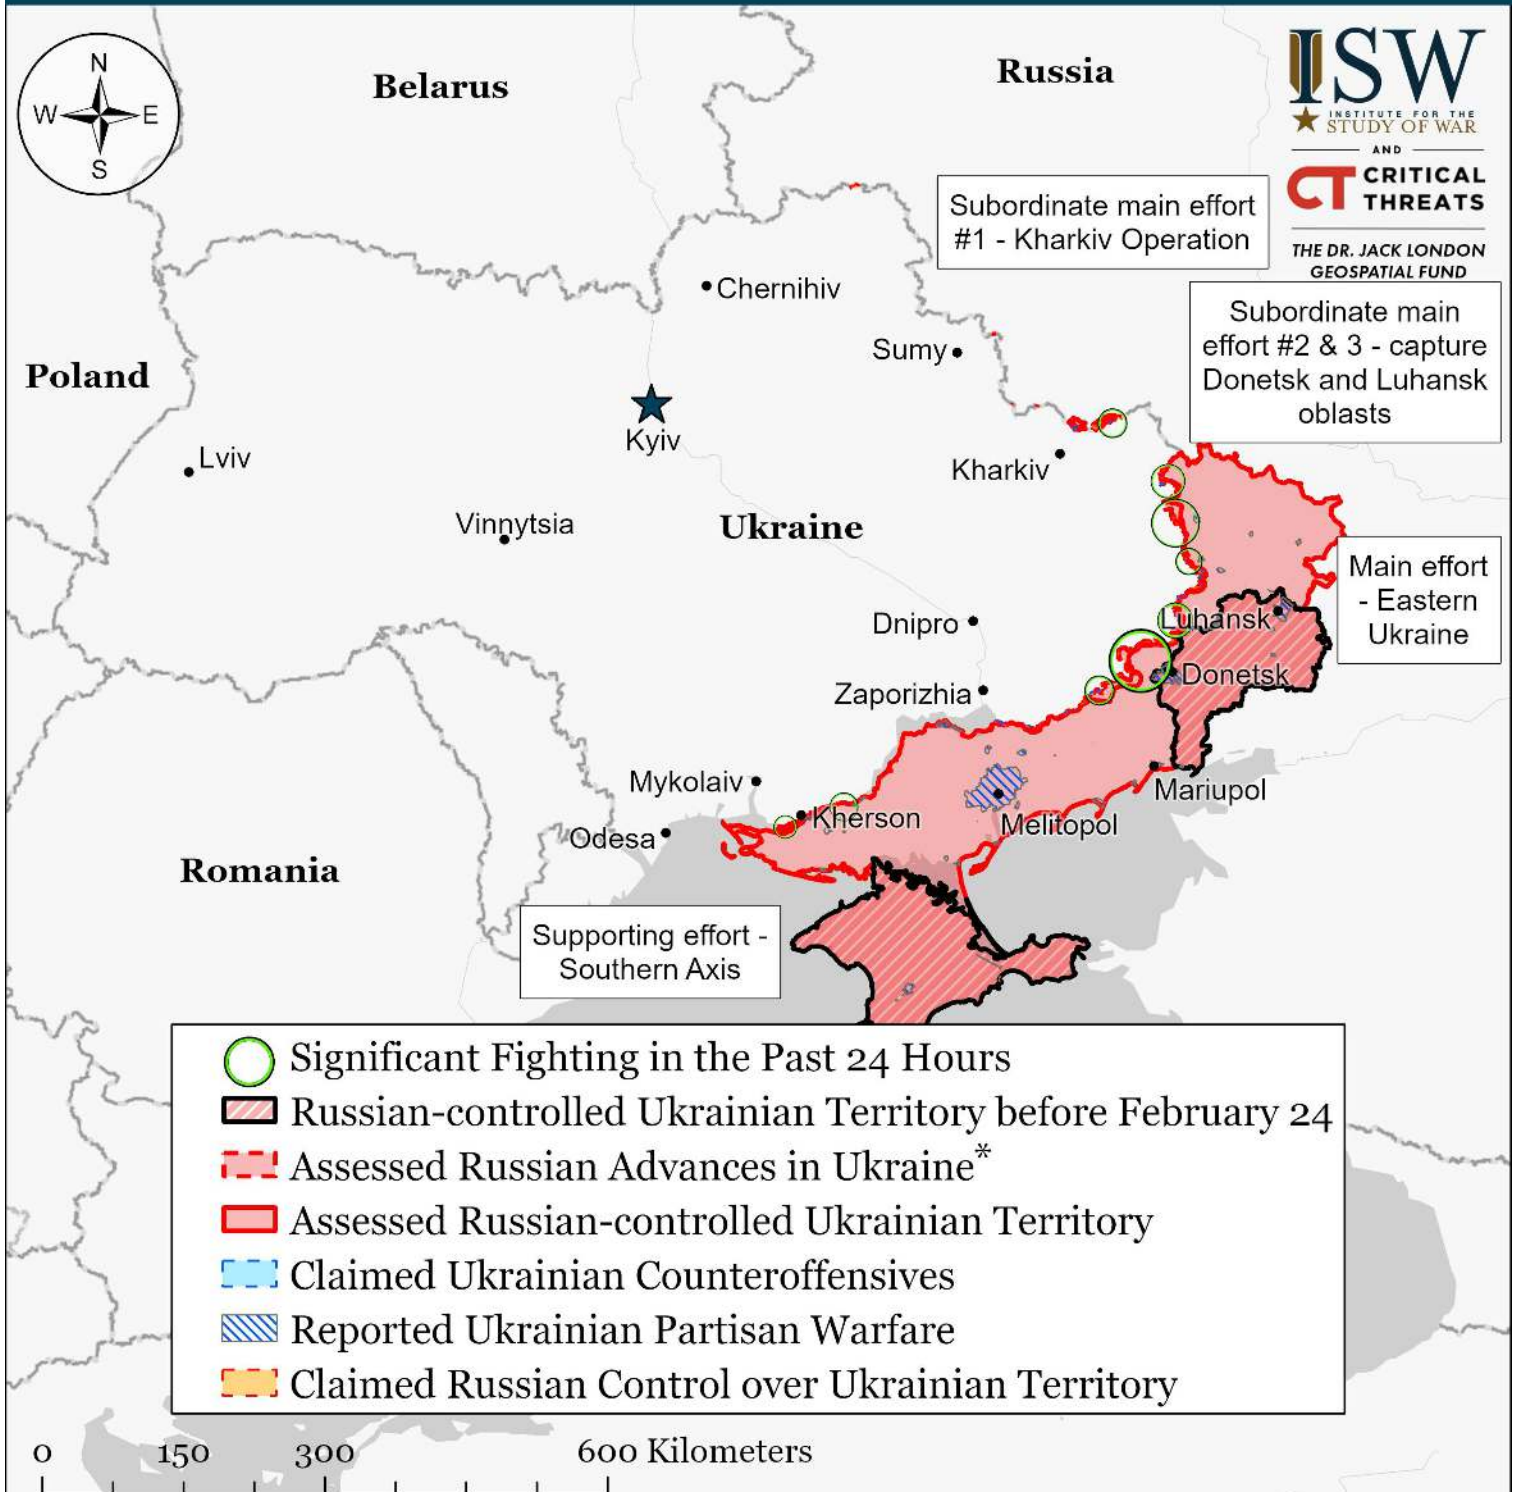 N
W E
S
Belarus
Russia
ISW
INSTITUTE FOR THE
STUDY OF WAR
AND
CT CRITICAL
THREATS
THE DR. JACK LONDON
GEOSPATIAL FUND
Subordinate main effort
#1 - Kharkiv Operation
Subordinate main
effort #2 & 3 - capture
Donetsk and Luhansk
oblasts
Chernihiv
Sumy
Poland
Kyiv
Lviv
Kharkiv
Vinnytsia
Ukraine
Main effort
- Eastern
Ukraine
Dnipro
Luhansk
Donetsk
Zaporizhia
Mykolaiv
Mariupol
Kherson
Melitopol
Odesa
Romania
Supporting effort -
Southern Axis
Significant Fighting in the Past 24 Hours
Russian-controlled Ukrainian Territory before February 24
Assessed Russian Advances in Ukraine*
Assessed Russian-controlled Ukrainian Territory
Claimed Ukrainian Counteroffensives
Reported Ukrainian Partisan Warfare
Claimed Russian Control over Ukrainian Territory
0 150 300 600 Kilometers